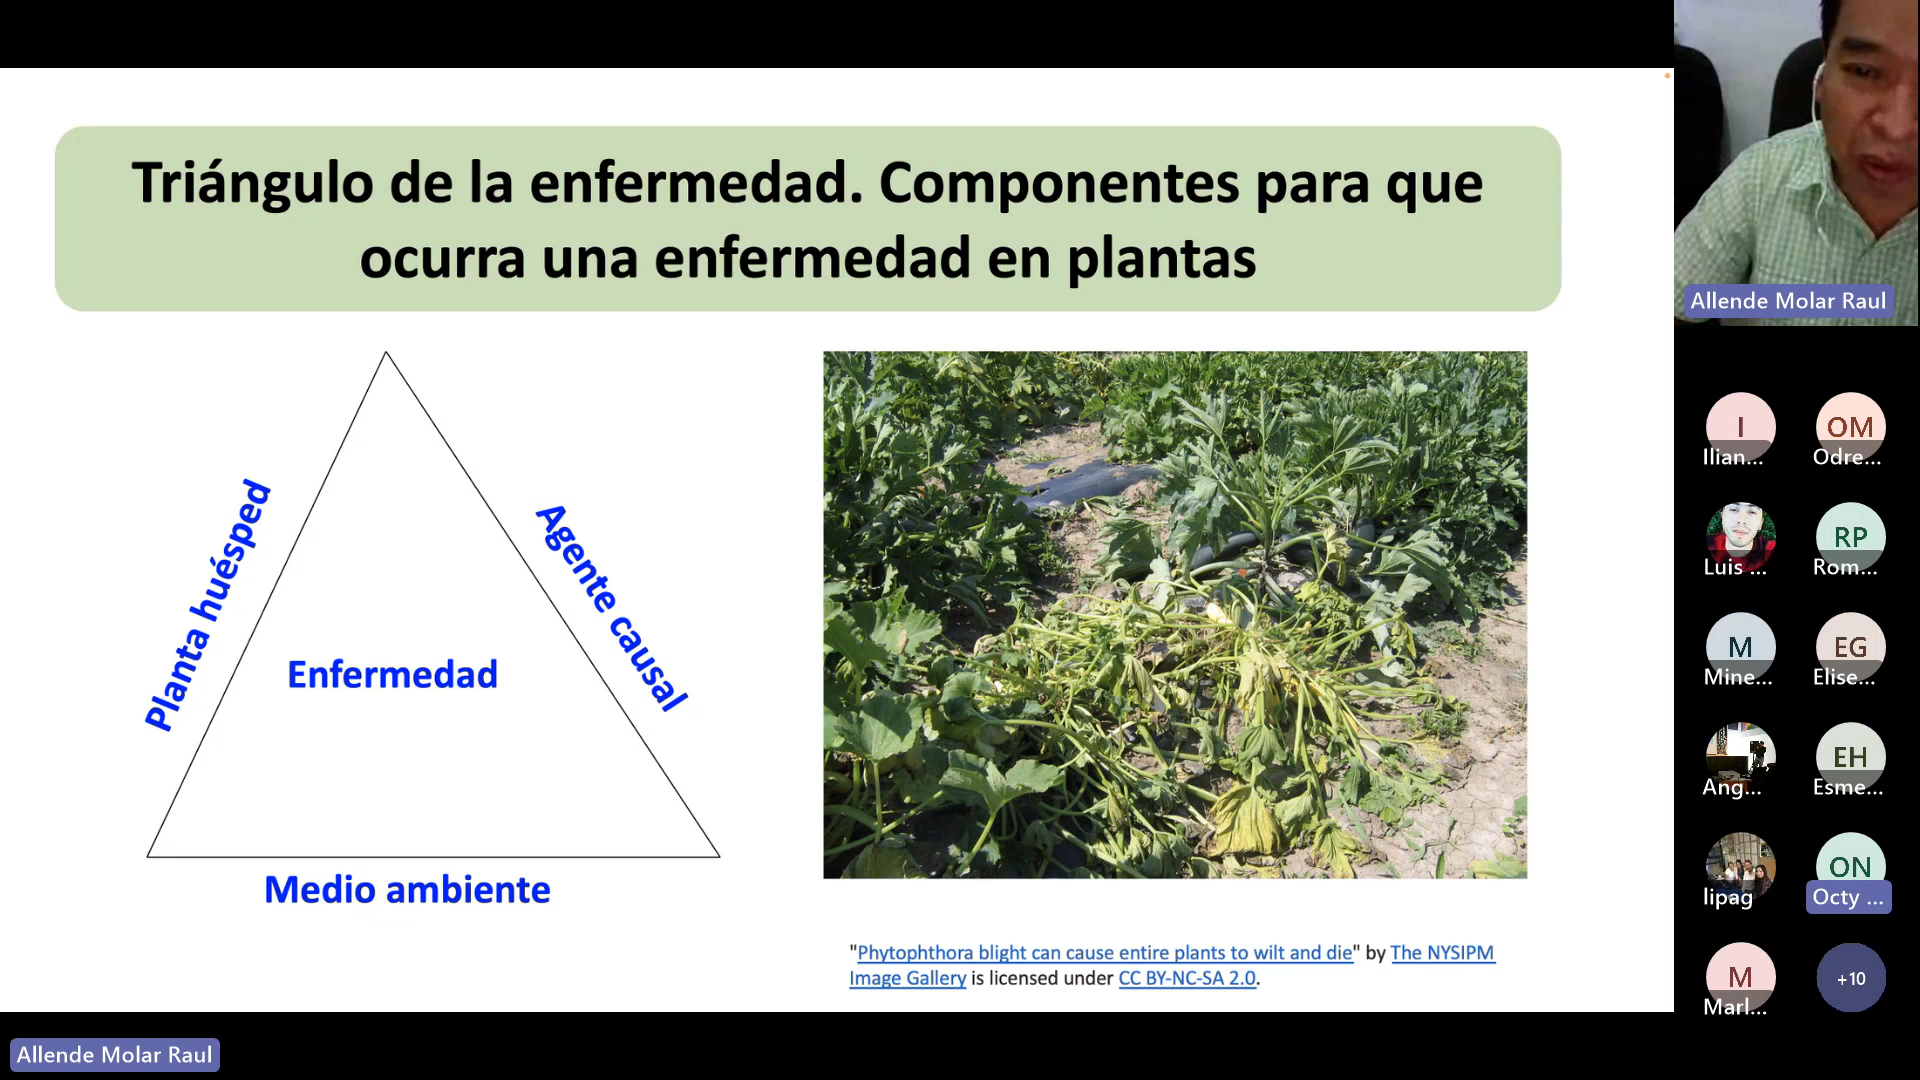 Triángulo de la enfermedad. Componentes para que
ocurra una enfermedad en plantas
Planta huésped
Agente causal
Enfermedad
Medio ambiente
"Phytophthora blight can cause entire plants to wilt and die" by The NYSIPM
Image Gallery is licensed under CC BY-NC-SA 2.0.
Allende Molar Raul
I
Ilian...
OM
Odre...
Luis ...
RP
Rom...
M
Mine...
EG
Elise...
Ang...
EH
Esme...
lipag
ON
Octy ...
M
Marl...
+10
Allende Molar Raul